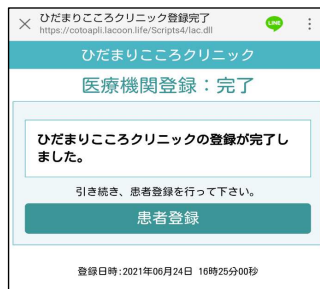 ひだまりこころクリニック登録完了
https://cotoapli.lacoon.life/Scripts4/lac.dll
LINE
ひだまりこころクリニック
医療機関登録：完了
ひだまりこころクリニックの登録が完了し
ました。
引き続き、患者登録を行って下さい。
患者登録
登録日時:2021年06月24日 16時25分00秒